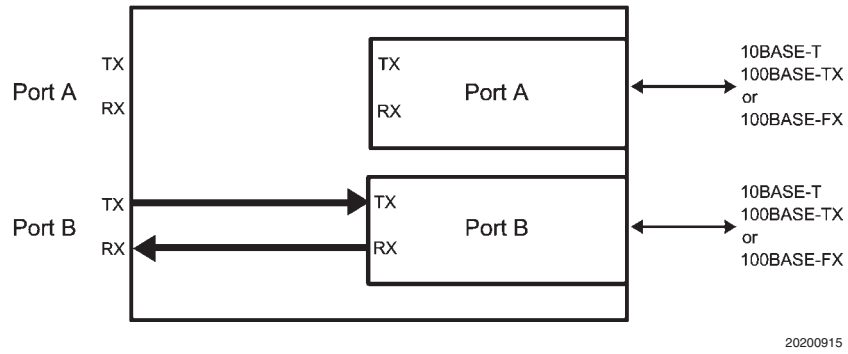 Port A
TX
RX
TX
RX
Port A
10BASE-T
100BASE-TX
or
100BASE-FX
Port B
TX
RX
TX
RX
Port B
10BASE-T
100BASE-TX
or
100BASE-FX
20200915